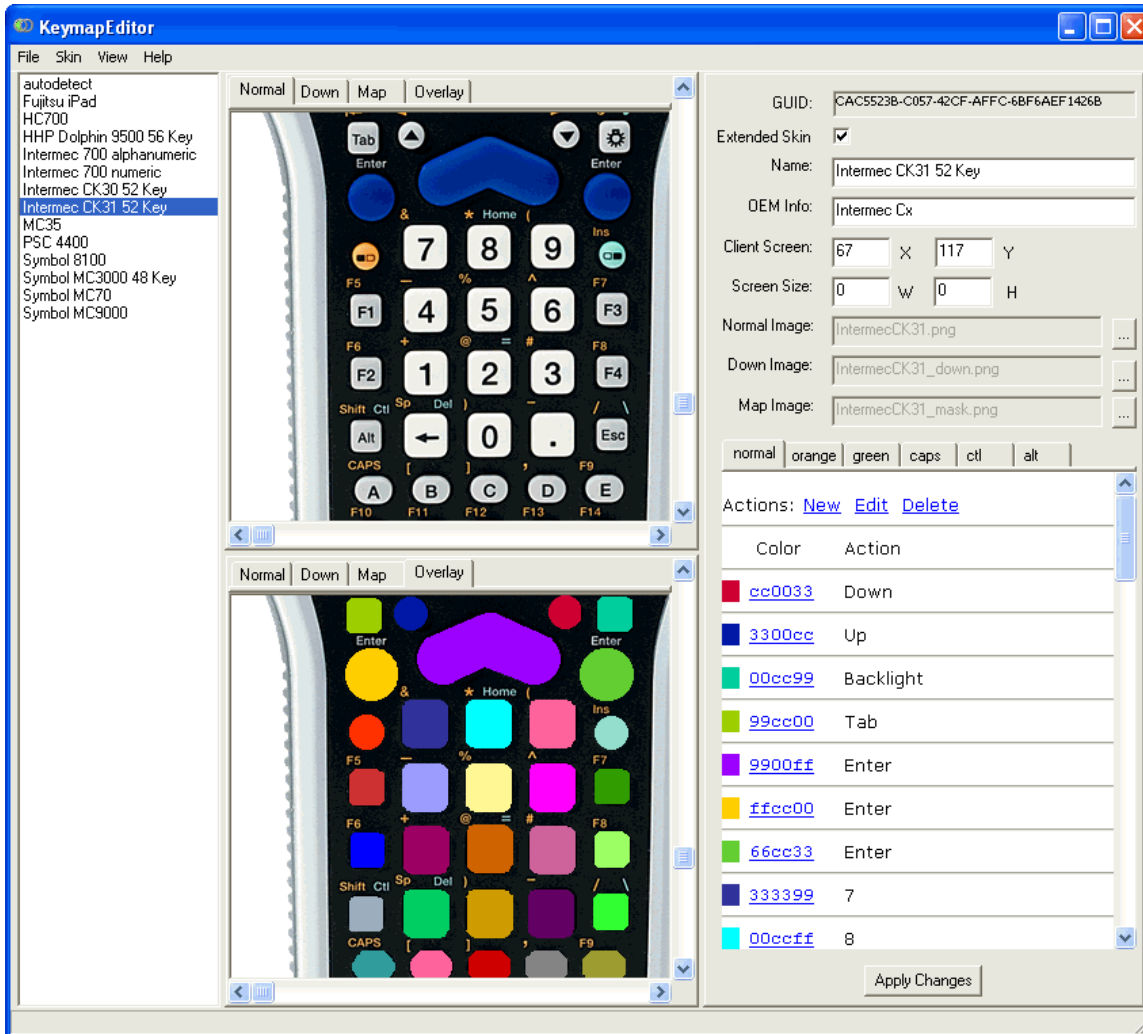 KeymapEditor
File Skin View Help
autodetect
Fujitsu iPad
HC700
HHP Dolphin 9500 56 Key
Intermec 700 alphanumeric
Intermec 700 numeric
Intermec CK30 52 Key
Intermec CK31 52 Key
MC35
PSC 4400
Symbol 8100
Symbol MC3000 48 Key
Symbol MC70
Symbol MC9000
Normal Down Map Overlay
Tab
Enter Enter
& * Home ( Ins
7 8 9
F5 _ % ^ F7
F1 4 5 6 F3
F6 + @ = # F8
F2 1 2 3 F4
Shift Ctl Sp Del ) - / \
Alt ← 0 . Esc
CAPS [ ] , F9
A B C D E
F10 F11 F12 F13 F14
Normal Down Map Overlay
Enter Enter
& * Home ( Ins
F5 _ % ^ F7
F6 + @ = # F8
Shift Ctl Sp Del ) - / \
CAPS [ ] , F9
GUID: CAC5523B-C057-42CF-AFFC-6BF6AEF1426B
Extended Skin
Name: Intermec CK31 52 Key
OEM Info: Intermec Cx
Client Screen: 67 X 117 Y
Screen Size: 0 W 0 H
Normal Image: IntermecCK31.png ...
Down Image: IntermecCK31_down.png ...
Map Image: IntermecCK31_mask.png ...
normal orange green caps ctl alt
Actions: New Edit Delete
Color Action
cc0033 Down
3300cc Up
00cc99 Backlight
99cc00 Tab
9900ff Enter
ffcc00 Enter
66cc33 Enter
333399 7
00ccff 8
Apply Changes